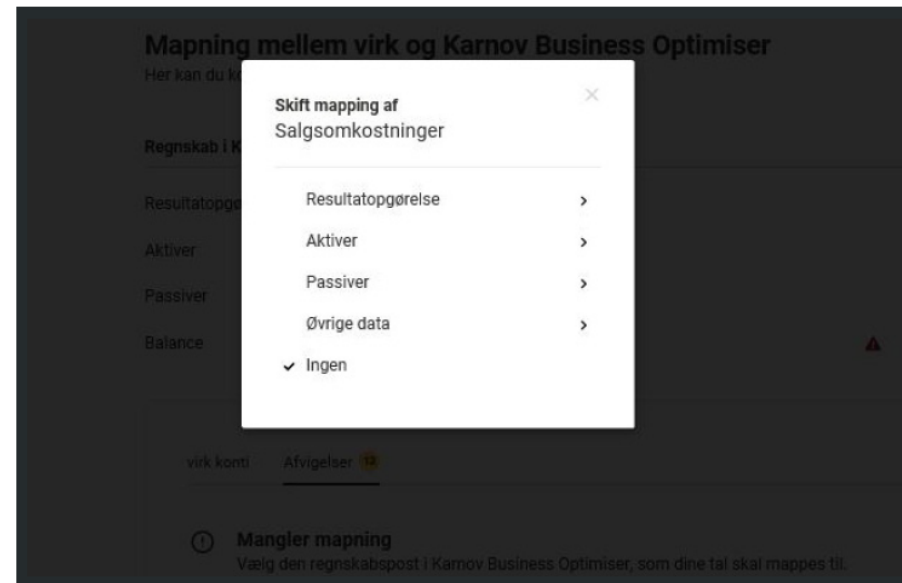 Mapning mellem virk og Karnov Business Optimiser
Her kan du
Skift mapping af
Salgsomkostninger
Regnskab i K
Resultatopgø
Aktiver
Passiver
Balance
Resultatopgørelse
Aktiver
Passiver
Øvrige data
Ingen
virk konti Afvigelser 12
Mangler mapning
Vælg den regnskabspost i Karnov Business Optimiser, som dine tal skal mappes til.